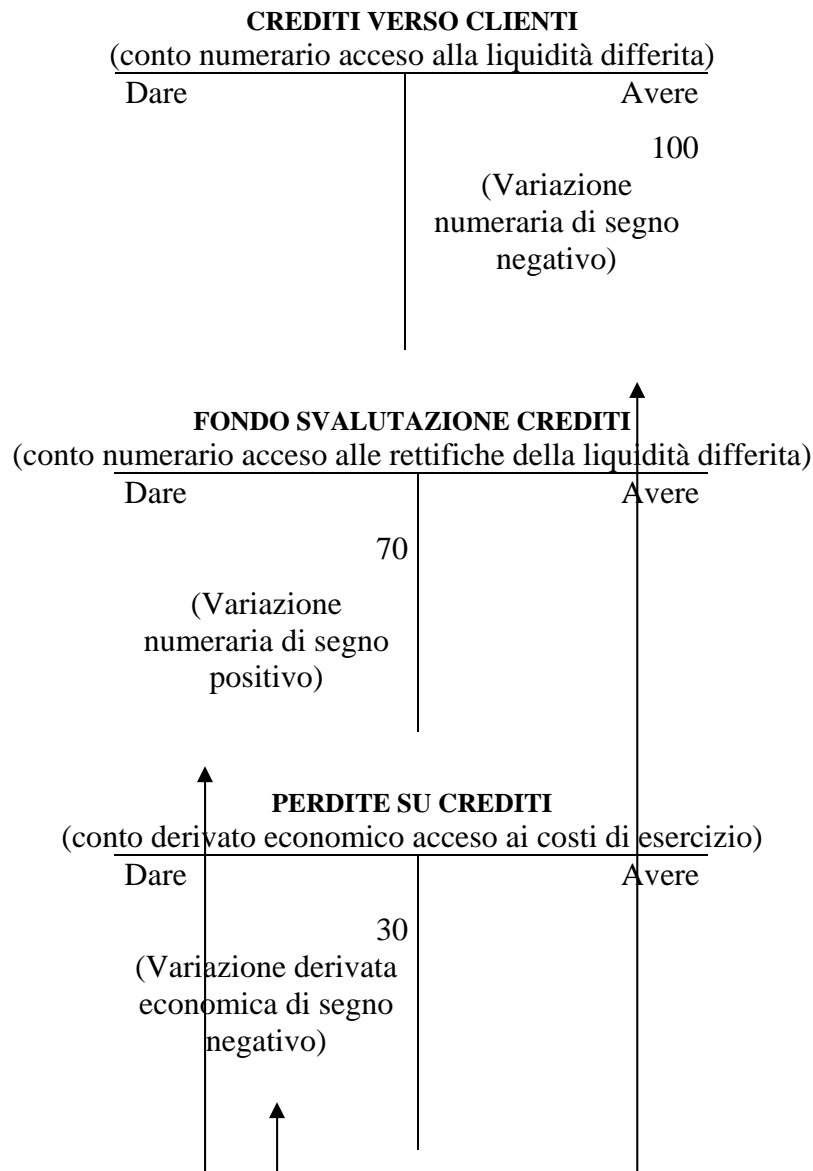 CREDITI VERSO CLIENTI
(conto numerario acceso alla liquidità differita)
Dare Avere
100
(Variazione
numeraria di segno
negativo)
FONDO SVALUTAZIONE CREDITI
(conto numerario acceso alle rettifiche della liquidità differita)
Dare Avere
70
(Variazione
numeraria di segno
positivo)
PERDITE SU CREDITI
(conto derivato economico acceso ai costi di esercizio)
Dare Avere
30
(Variazione derivata
economica di segno
negativo)